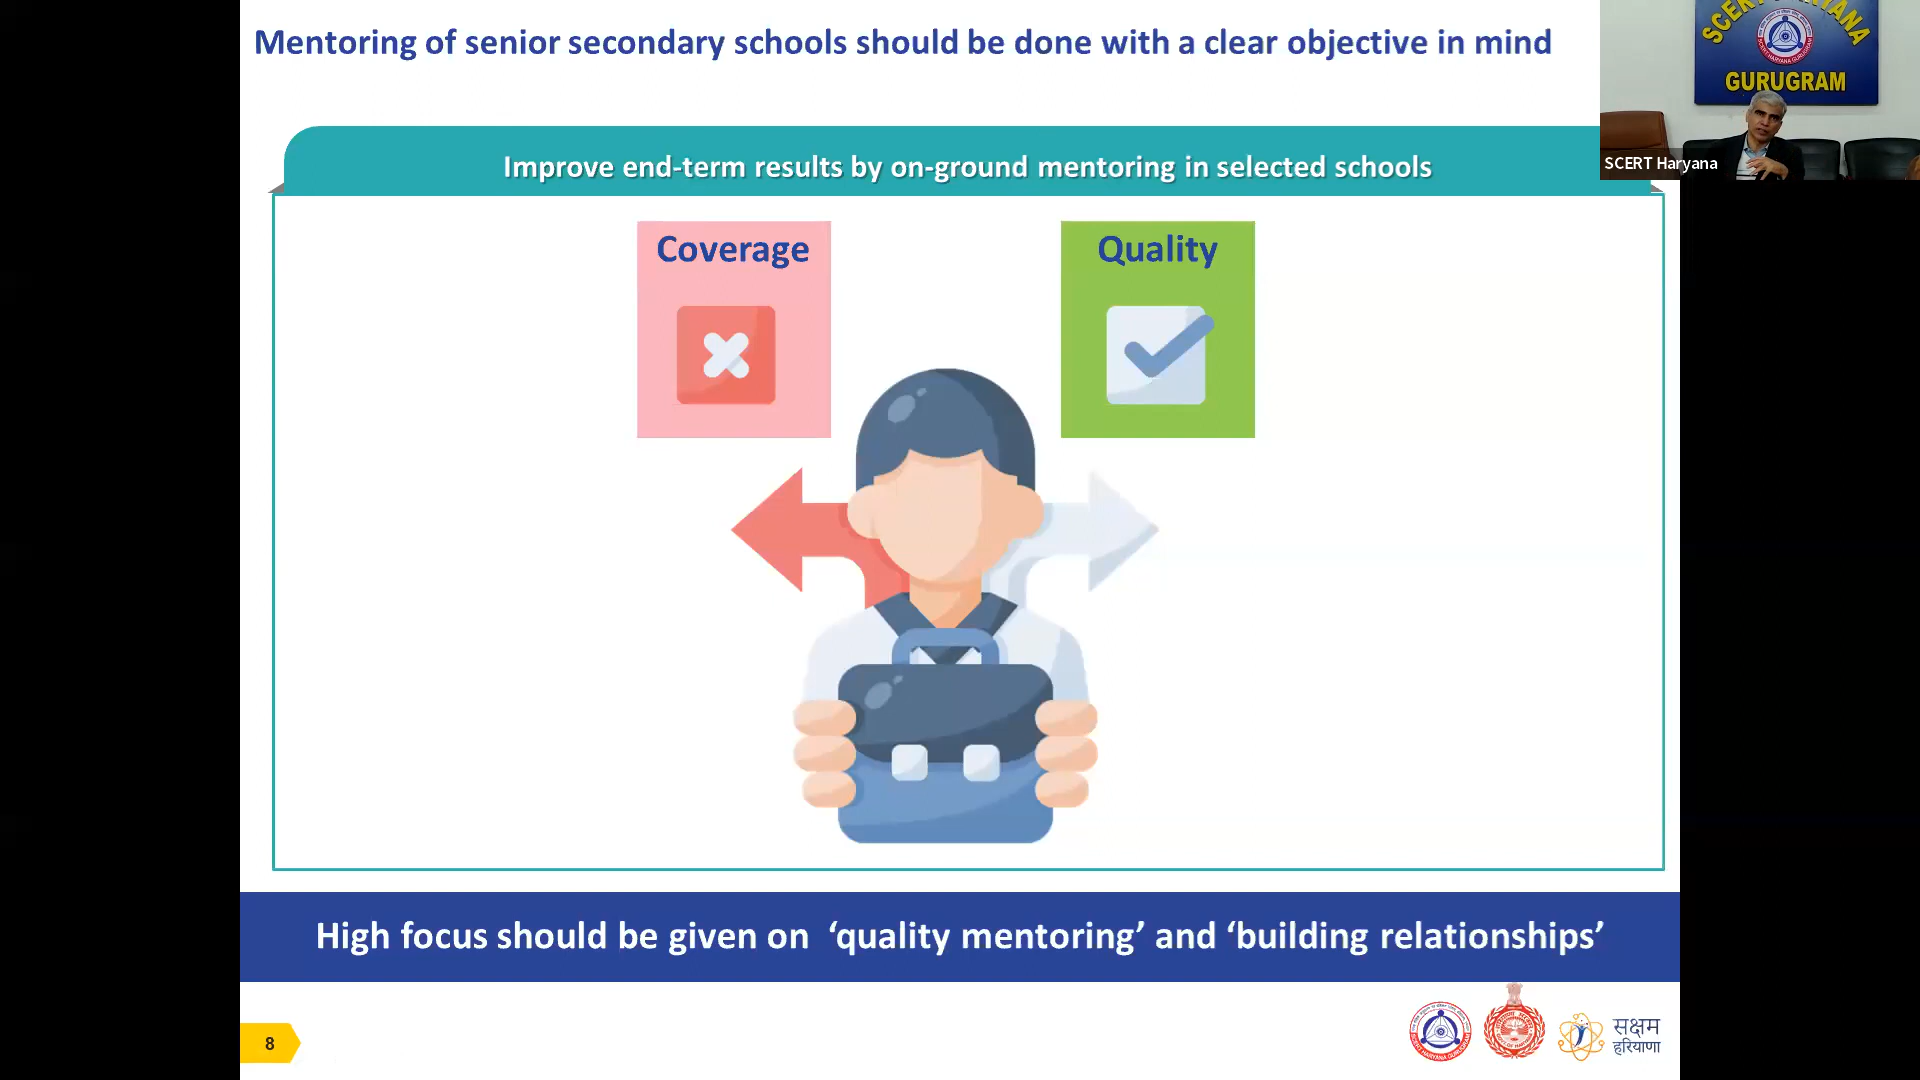 Mentoring of senior secondary schools should be done with a clear objective in mind
SCERT HARYANA
GURUGRAM
SCERT Haryana
Improve end-term results by on-ground mentoring in selected schools
Coverage
Quality
High focus should be given on ‘quality mentoring’ and ‘building relationships’
8
सक्षम
हरियाणा